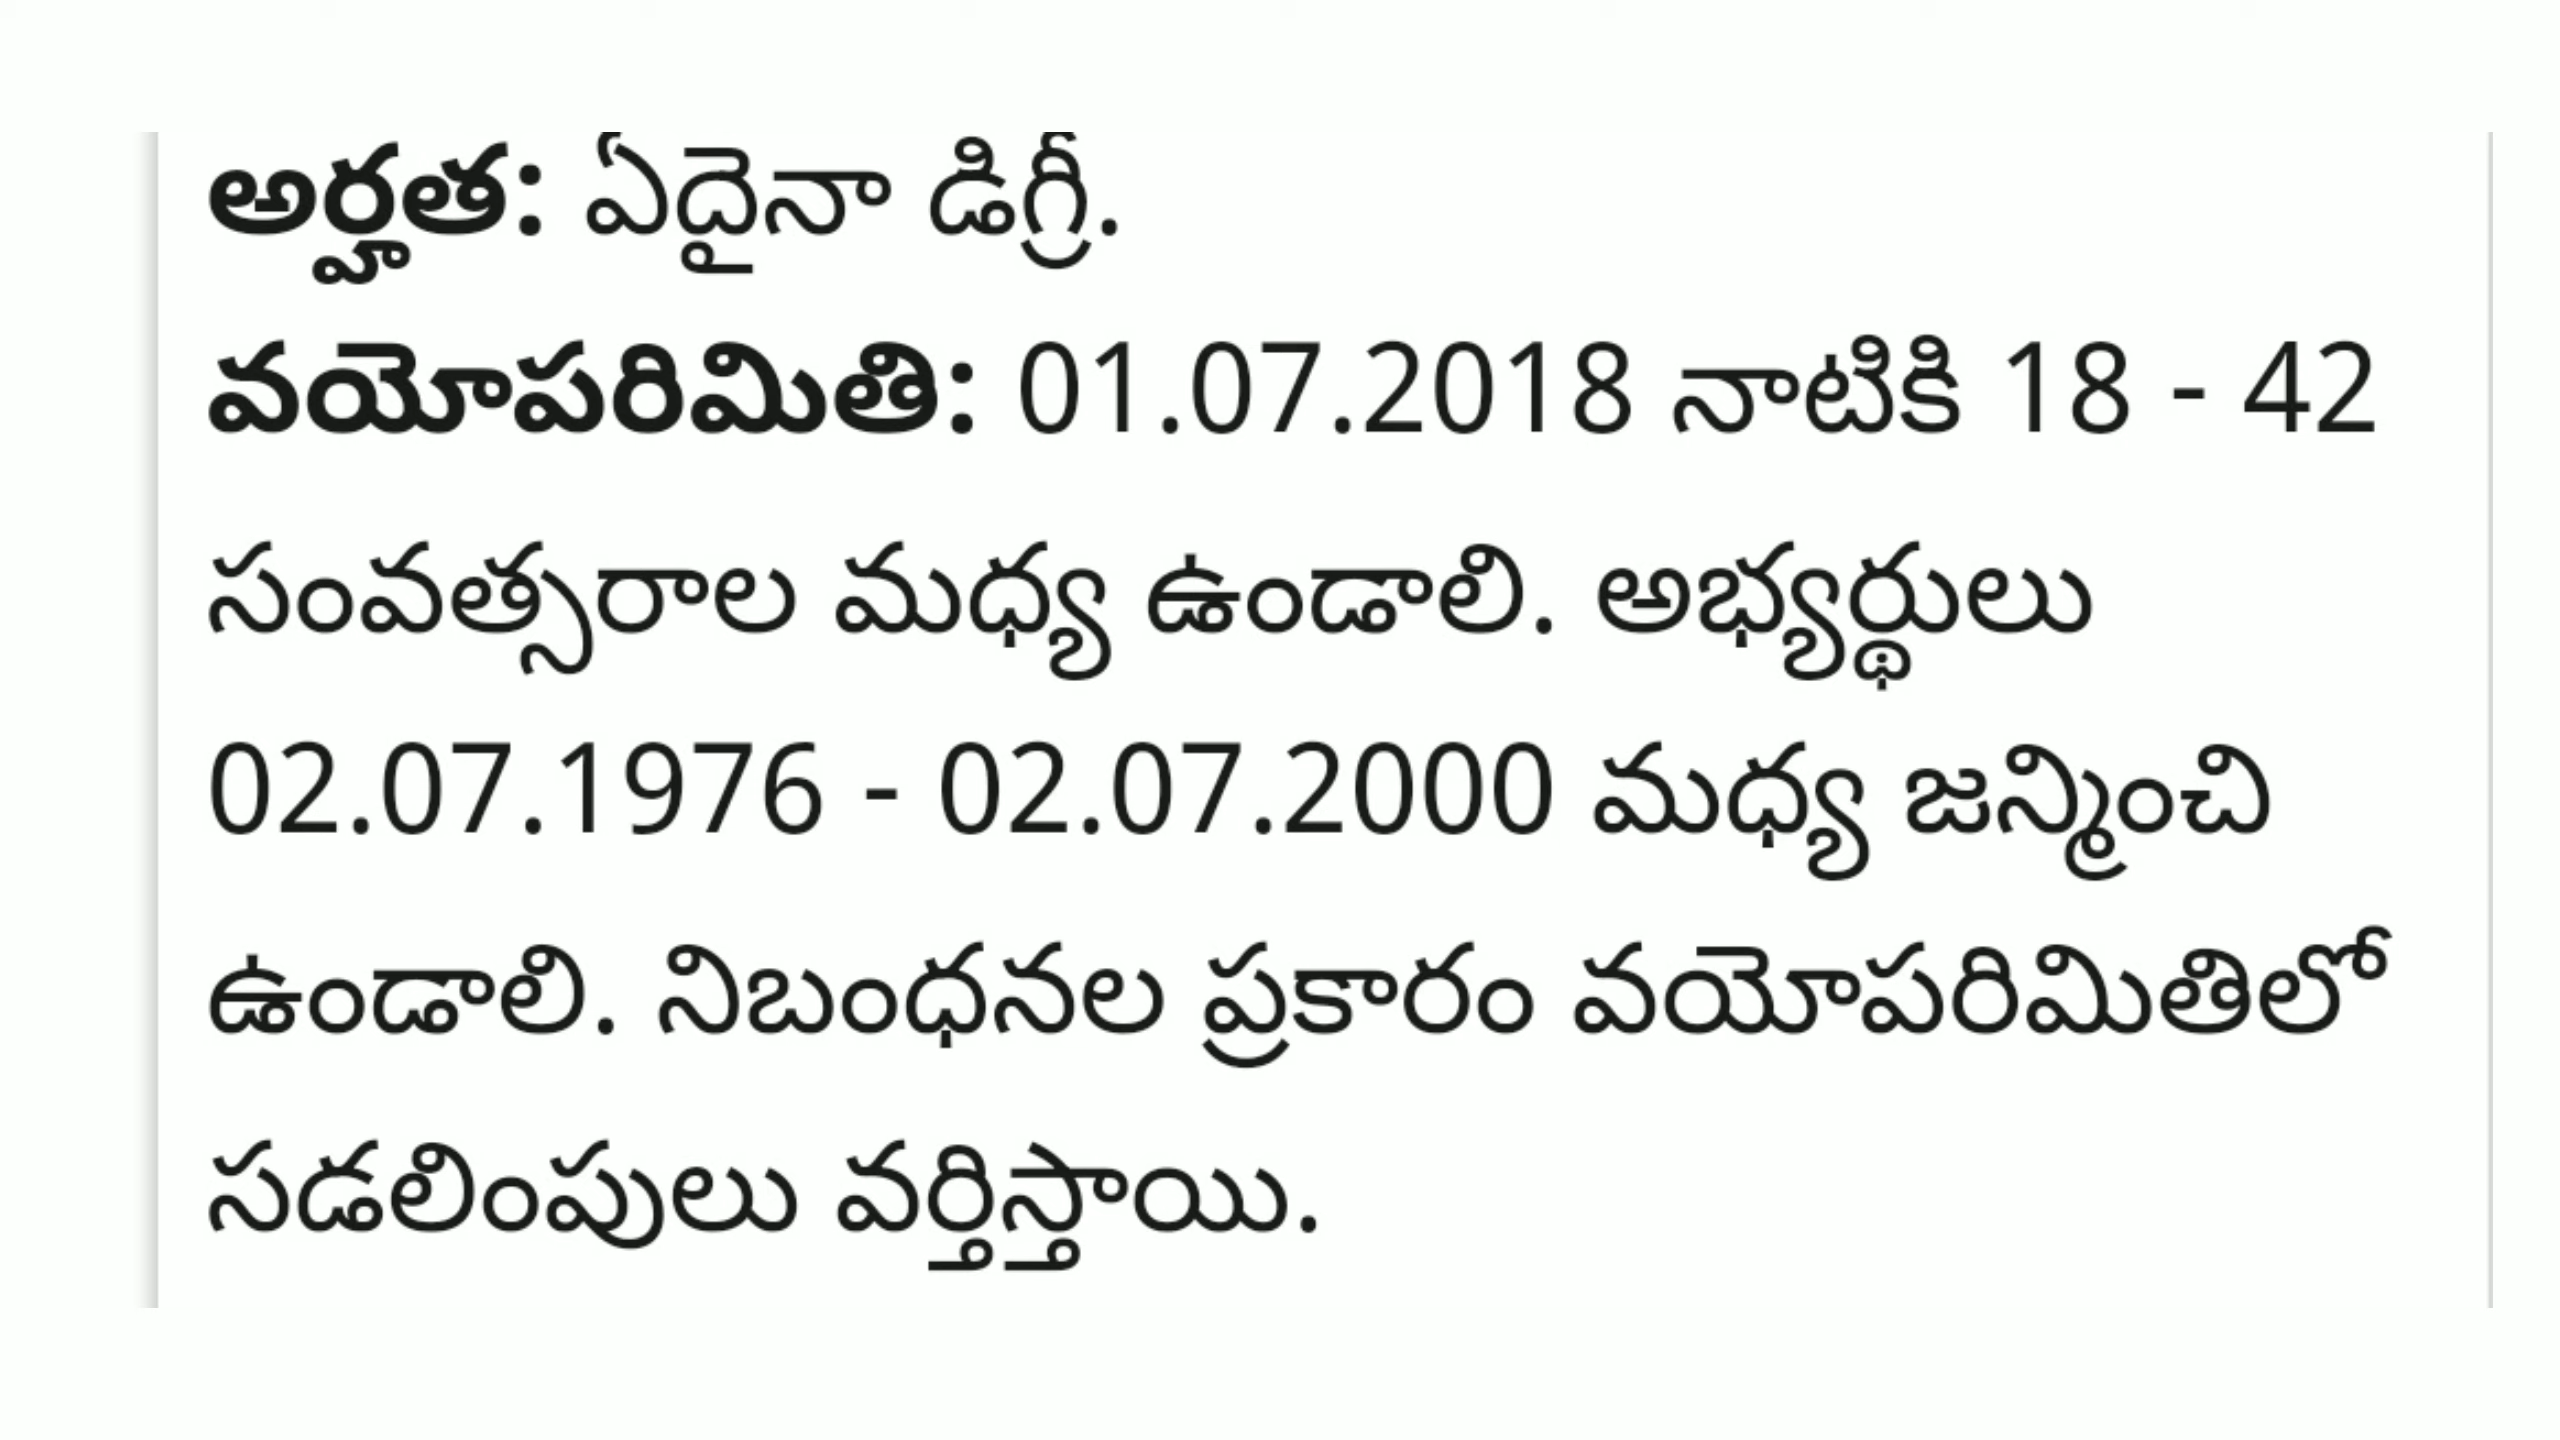 అర్హత: ఏదైనా డిగ్రీ.
వయోపరిమితి: 01.07.2018 నాటికి 18 - 42
సంవత్సరాల మధ్య ఉండాలి. అభ్యర్థులు
02.07.1976 - 02.07.2000 మధ్య జన్మించి
ఉండాలి. నిబంధనల ప్రకారం వయోపరిమితిలో
సడలింపులు వర్తిస్తాయి.